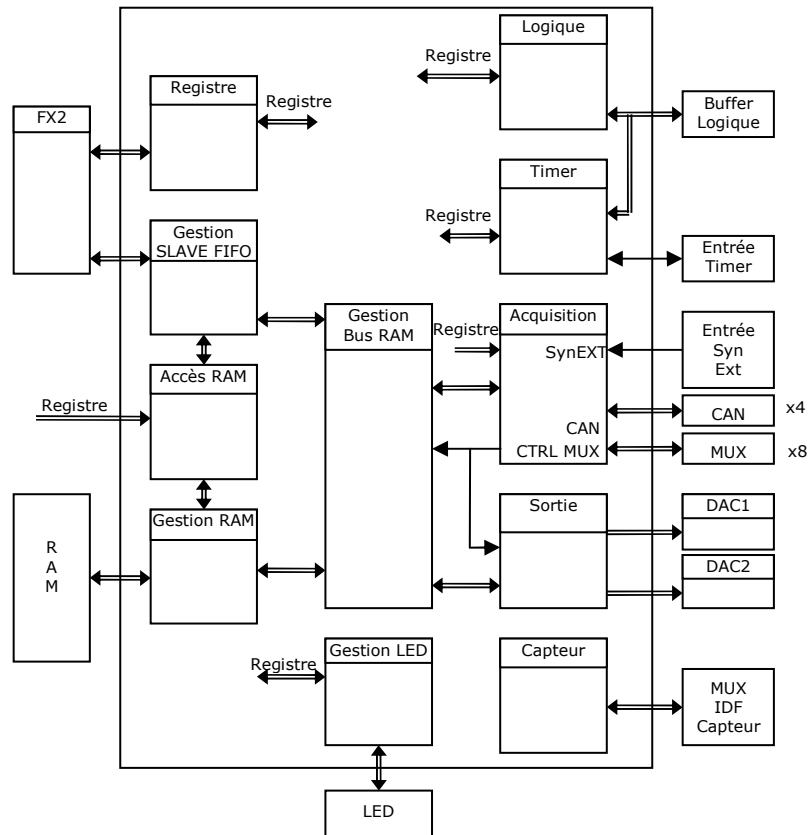 Logique
Registre
Registre
Registre
FX2
Buffer
Logique
Timer
Registre
Gestion
SLAVE FIFO
Entrée
Timer
Gestion
Bus RAM
Acquisition
Registre
SynEXT
Entrée
Syn
Ext
Accès RAM
Registre
CAN
x4
CAN
CTRL MUX
MUX
x8
Gestion RAM
Sortie
DAC1
R
A
M
DAC2
Gestion LED
Registre
Capteur
MUX
IDF
Capteur
LED